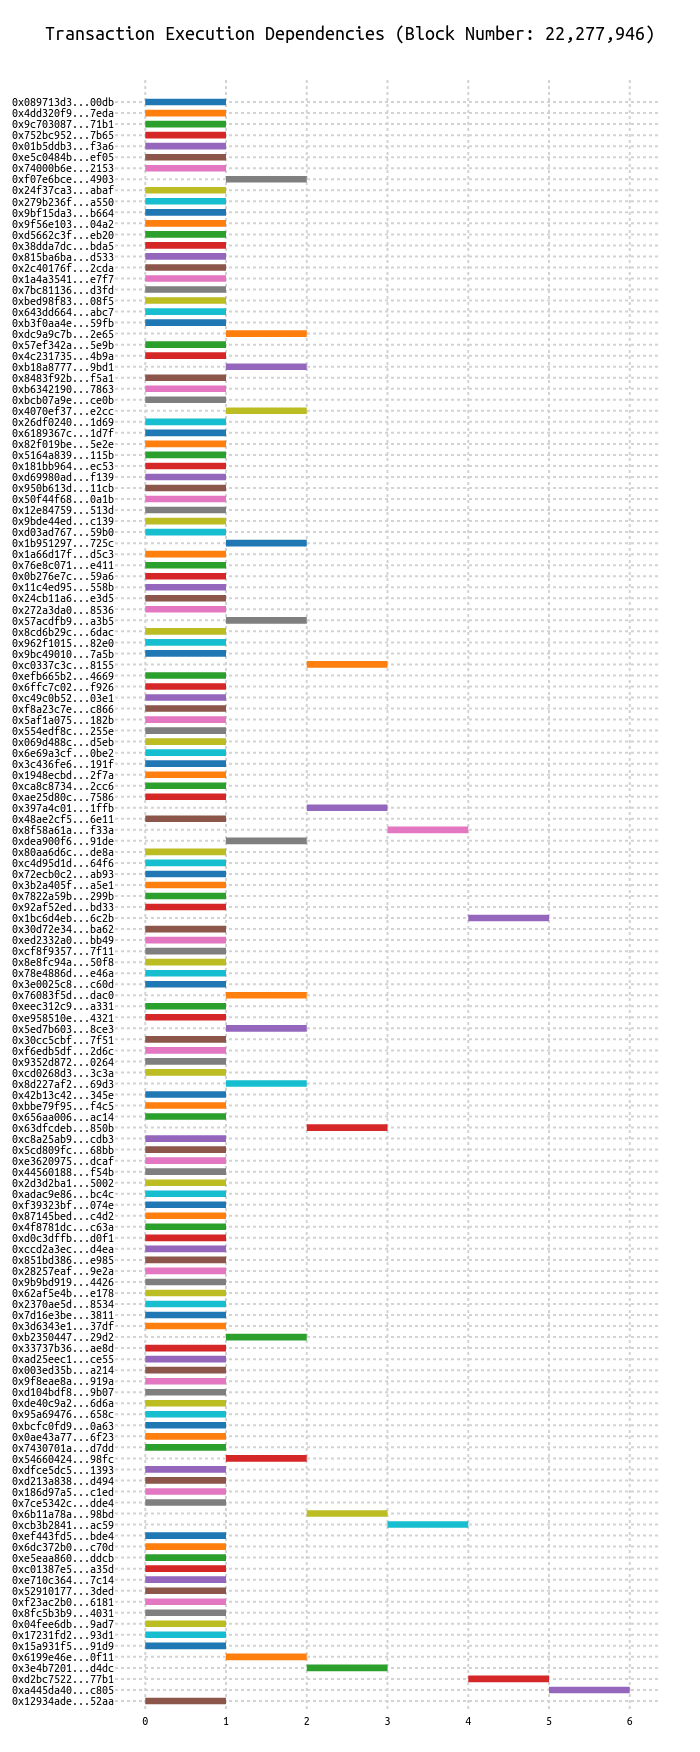 Transaction Execution Dependencies (Block Number: 22,277,946)
0x089713d3...00db
0x4dd320f9...7eda
0x9c703087...71b1
0x752bc952...7b65
0x01b5ddb3...f3a6
0xe5c0484b...ef05
0x74000b6e...2153
0xf07e6bce...4903
0x24f37ca3...abaf
0x279b236f...a550
0x9bf15da3...b664
0x9f56e103...04a2
0xd5662c3f...eb20
0x38dda7dc...bda5
0x815ba6ba...d533
0x2c40176f...2cda
0x1a4a3541...e7f7
0x7bc81136...d3fd
0xbed98f83...08f5
0x643dd664...abc7
0xb3f0aa4e...59fb
0xdc9a9c7b...2e65
0x57ef342a...5e9b
0x4c231735...4b9a
0xb18a8777...9bd1
0x8483f92b...f5a1
0xb6342190...7863
0xbcb07a9e...ce0b
0x4070ef37...e2cc
0x26df0240...1d69
0x6189367c...1d7f
0x82f019be...5e2e
0x5164a839...115b
0x181bb964...ec53
0xd69980ad...f139
0x950b613d...11cb
0x50f44f68...0a1b
0x12e84759...513d
0x9bde44ed...c139
0xd03ad767...59b0
0x1b951297...725c
0x1a66d17f...d5c3
0x76e8c071...e411
0x0b276e7c...59a6
0x11c4ed95...558b
0x24cb11a6...e3d5
0x272a3da0...8536
0x57acdfb9...a3b5
0x8cd6b29c...6dac
0x962f1015...82e0
0x9bc49010...7a5b
0xc0337c3c...8155
0xefb665b2...4669
0x6ffc7c02...f926
0xc49c0b52...03e1
0xf8a23c7e...c866
0x5af1a075...182b
0x554edf8c...255e
0x069d488c...d5eb
0x6e69a3cf...0be2
0x3c436fe6...191f
0x1948ecbd...2f7a
0xca8c8734...2cc6
0xae25d80c...7586
0x397a4c01...1ffb
0x48ae2cf5...6e11
0x8f58a61a...f33a
0xdea900f6...91de
0x80aa6d6c...de8a
0xc4d95d1d...64f6
0x72ecb0c2...ab93
0x3b2a405f...a5e1
0x7822a59b...299b
0x92af52ed...bd33
0x1bc6d4eb...6c2b
0x30d72e34...ba62
0xed2332a0...bb49
0xcf8f9357...7f11
0x8e8fc94a...50f8
0x78e4886d...e46a
0x3e0025c8...c60d
0x76083f5d...dac0
0xeec312c9...a331
0xe958510e...4321
0x5ed7b603...8ce3
0x30cc5cbf...7f51
0xf6edb5df...2d6c
0x9352d872...0264
0xcd0268d3...3c3a
0x8d227af2...69d3
0x42b13c42...345e
0xbbe79f95...f4c5
0x656aa006...ac14
0x63dfcdeb...850b
0xc8a25ab9...cdb3
0x5cd809fc...68bb
0xe3620975...dcaf
0x44560188...f54b
0x2d3d2ba1...5002
0xadac9e86...bc4c
0xf39323bf...074e
0x87145bed...c4d2
0x4f8781dc...c63a
0xd0c3dffb...d0f1
0xccd2a3ec...d4ea
0x851bd386...e985
0x28257eaf...9e2a
0x9b9bd919...4426
0x62af5e4b...e178
0x2370ae5d...8534
0x7d16e3be...3811
0x3d6343e1...37df
0xb2350447...29d2
0x33737b36...ae8d
0xad25eec1...ce55
0x003ed35b...a214
0x9f8eae8a...919a
0xd104bdf8...9b07
0xde40c9a2...6d6a
0x95a69476...658c
0xbcfc0fd9...0a63
0x0ae43a77...6f23
0x7430701a...d7dd
0x54660424...98fc
0xdfce5dc5...1393
0xd213a838...d494
0x186d97a5...c1ed
0x7ce5342c...dde4
0x6b11a78a...98bd
0xcb3b2841...ac59
0xef443fd5...bde4
0x6dc372b0...c70d
0xe5eaa860...ddcb
0xc01387e5...a35d
0xe710c364...7c14
0x52910177...3ded
0xf23ac2b0...6181
0x8fc5b3b9...4031
0x04fee6db...9ad7
0x17231fd2...93d1
0x15a931f5...91d9
0x6199e46e...0f11
0x3e4b7201...d4dc
0xd2bc7522...77b1
0xa445da40...c805
0x12934ade...52aa
0 1 2 3 4 5 6